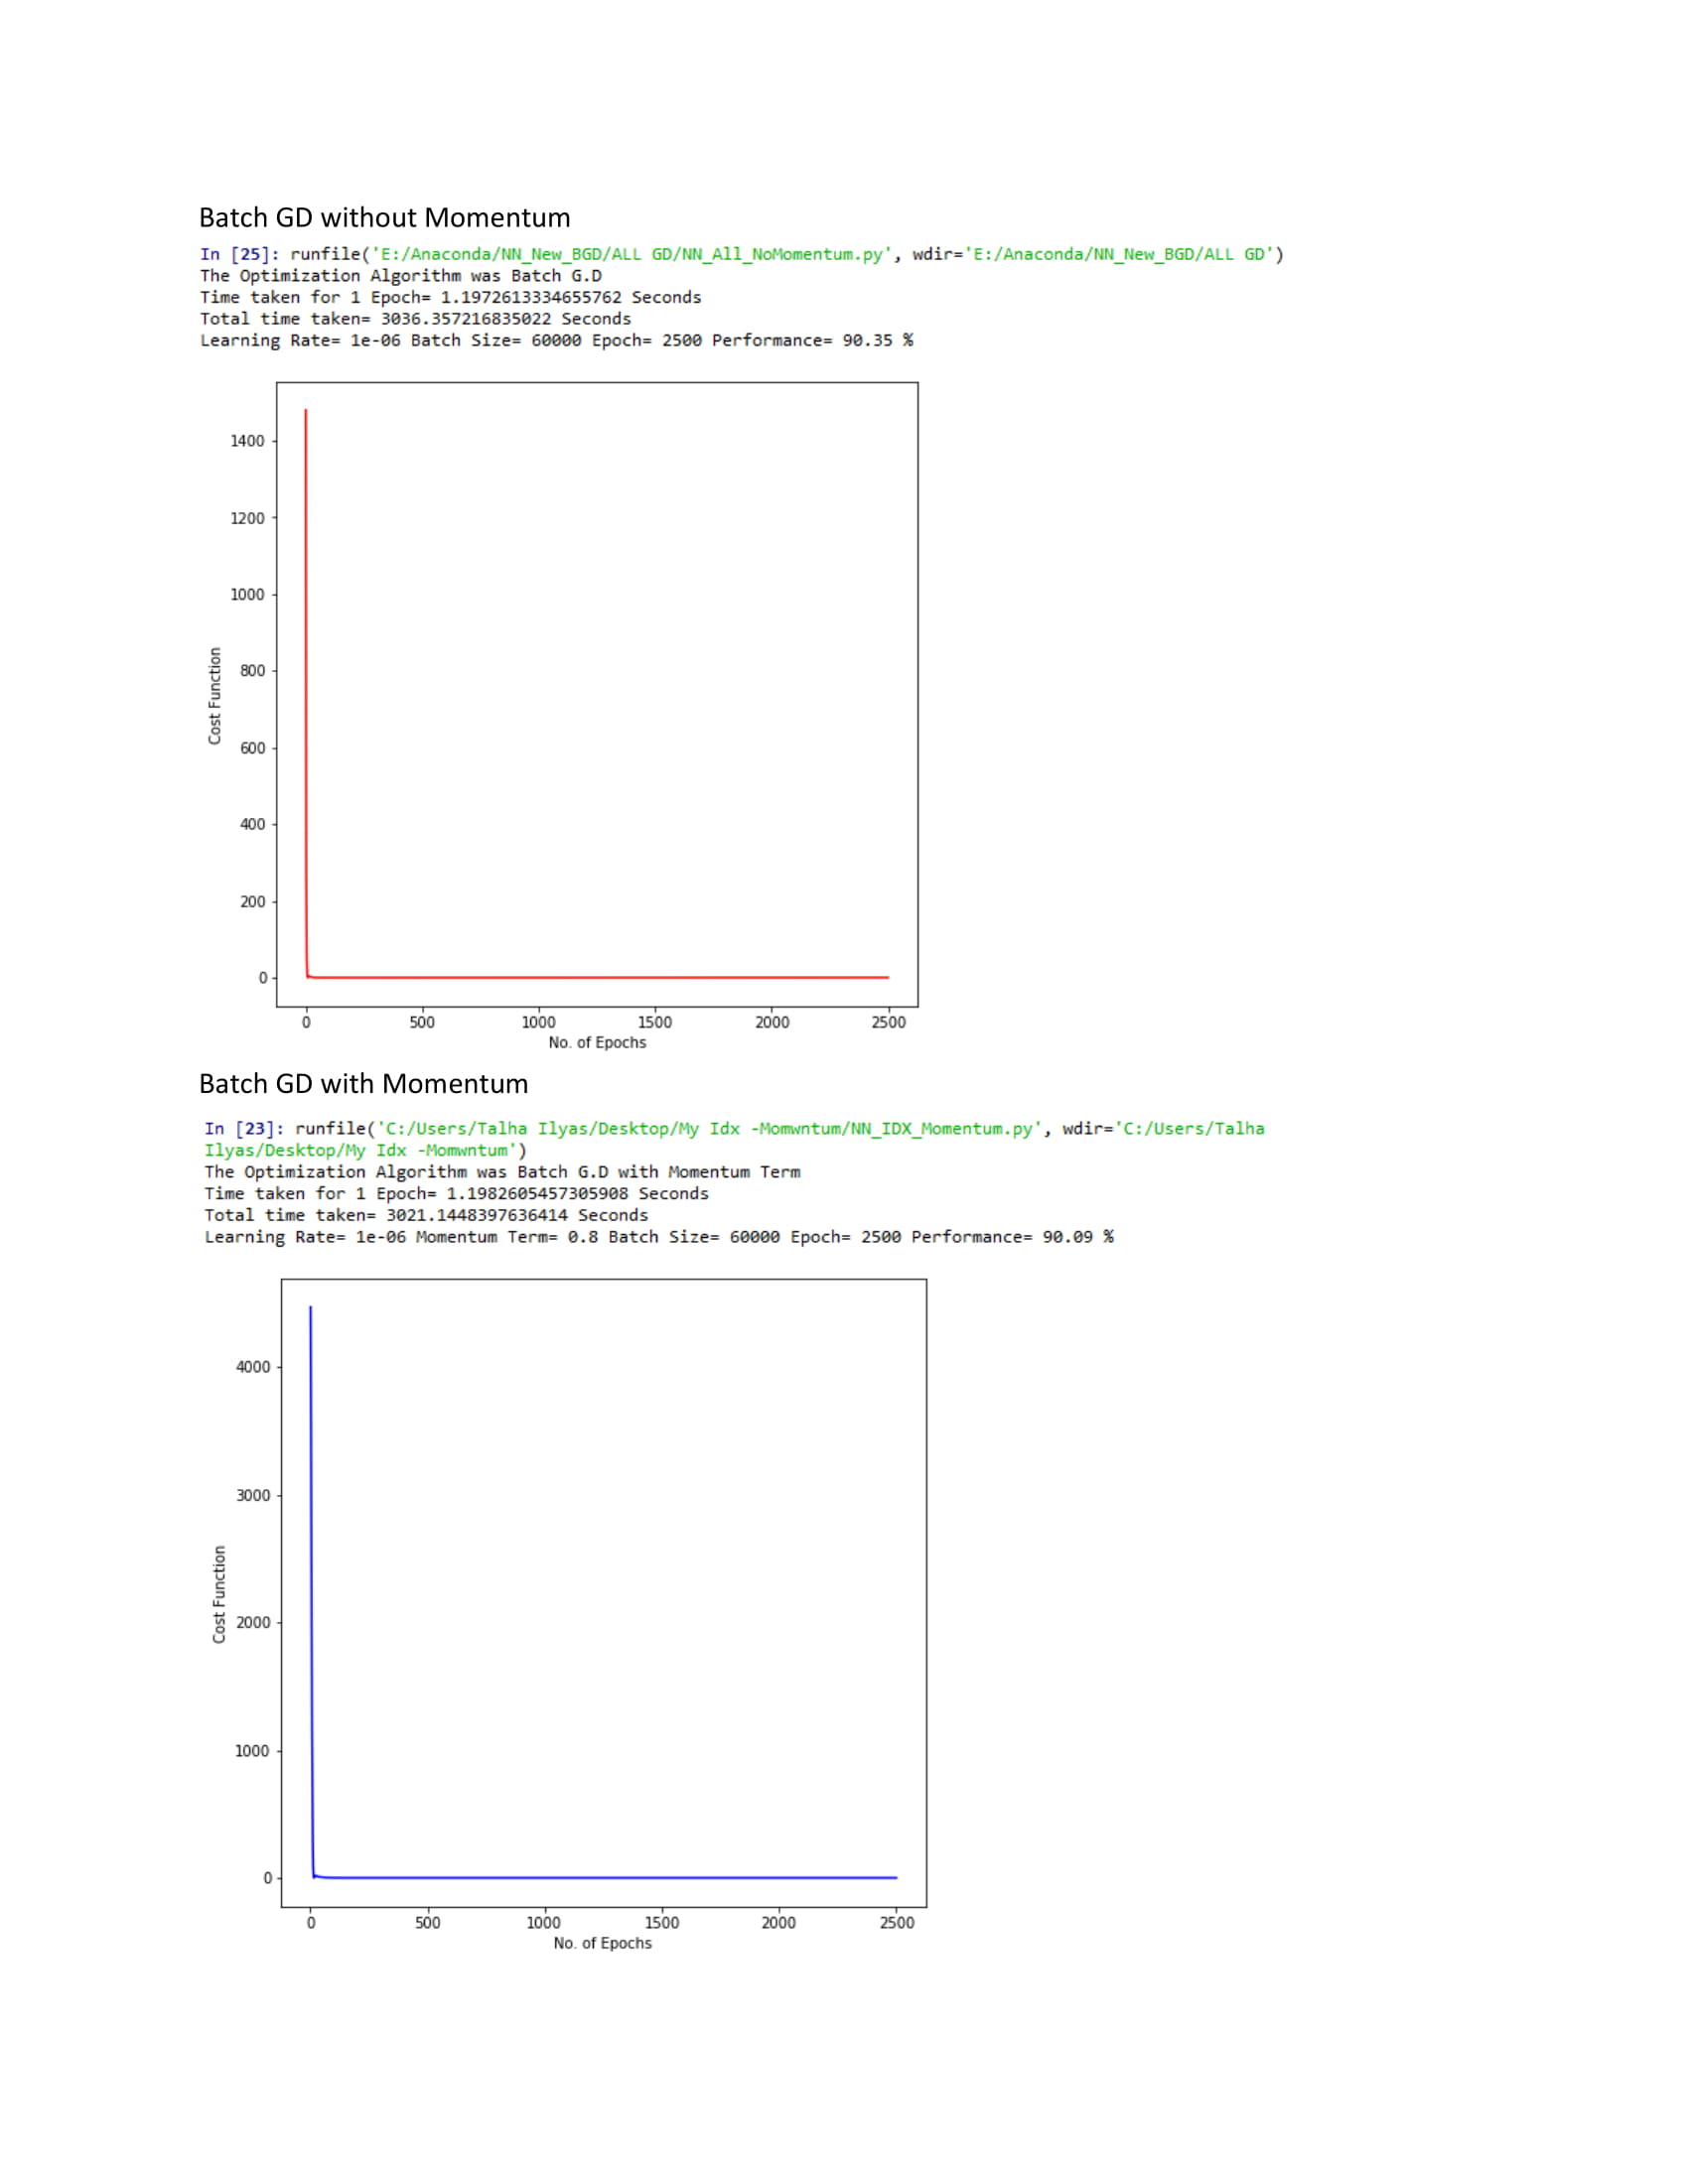 Batch GD without Momentum
In [25]: runfile('E:/Anaconda/NN_New_BGD/ALL GD/NN_All_NoMomentum.py', wdir='E:/Anaconda/NN_New_BGD/ALL GD')
The Optimization Algorithm was Batch G.D
Time taken for 1 Epoch= 1.1972613334655762 Seconds
Total time taken= 3036.357216835022 Seconds
Learning Rate= 1e-06 Batch Size= 60000 Epoch= 2500 Performance= 90.35 %
1400
1200
1000
800
600
400
200
0
Cost Function
0 500 1000 1500 2000 2500
No. of Epochs
Batch GD with Momentum
In [23]: runfile('C:/Users/Talha Ilyas/Desktop/My Idx -Momwntum/NN_IDX_Momentum.py', wdir='C:/Users/Talha
Ilyas/Desktop/My Idx -Momwntum')
The Optimization Algorithm was Batch G.D with Momentum Term
Time taken for 1 Epoch= 1.1982605457305908 Seconds
Total time taken= 3021.1448397636414 Seconds
Learning Rate= 1e-06 Momentum Term= 0.8 Batch Size= 60000 Epoch= 2500 Performance= 90.09 %
4000
3000
2000
1000
0
Cost Function
0 500 1000 1500 2000 2500
No. of Epochs